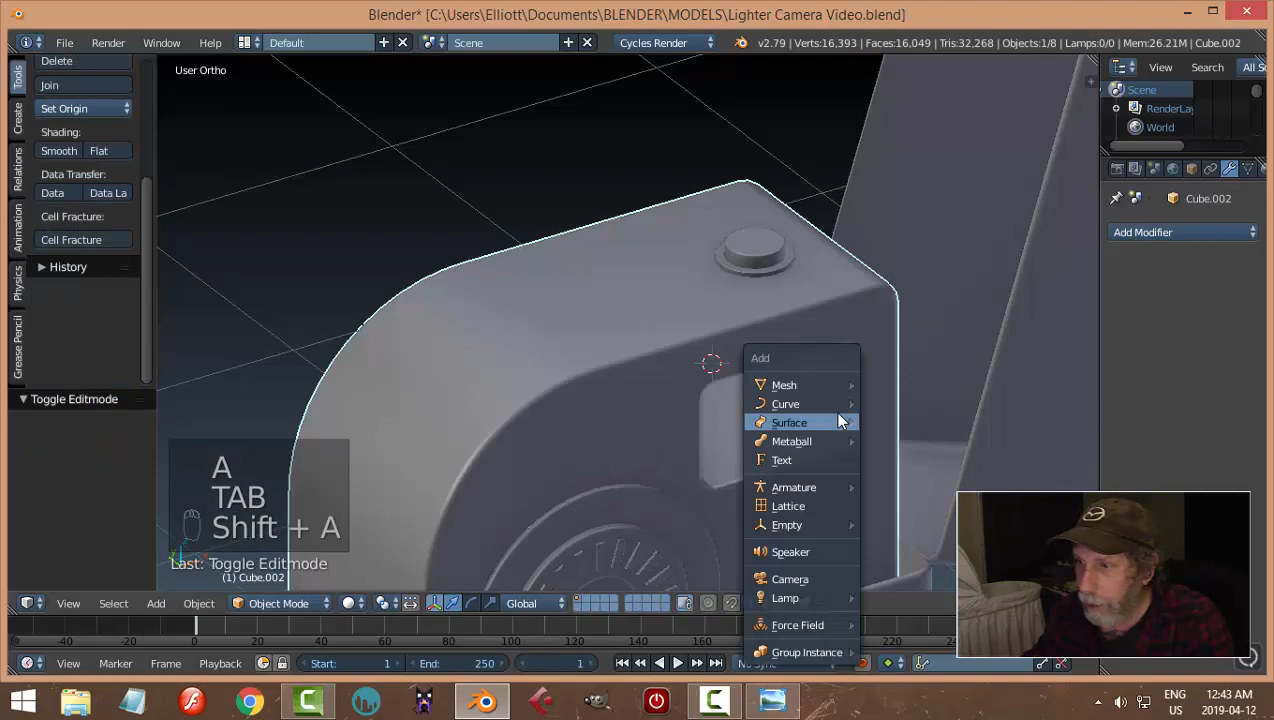 Blender* [C:\Users\Elliott\Documents\BLENDER\MODELS\Lighter Camera Video.blend]
File Render Window Help Default Scene Cycles Render v2.79 | Verts:16,393 | Faces:16,049 | Tris:32,268 | Objects:1/8 | Lamps:0/0 | Mem:26.21M | Cube.002
Delete
Join
Set Origin
Shading:
Smooth Flat
Data Transfer:
Data Data La
Cell Fracture:
Cell Fracture
History
Toggle Editmode
Tools
Create
Relations
Animation
Physics
Grease Pencil
User Ortho
A
TAB
Shift + A
Last: Toggle Editmode
(1) Cube.002
Add
Mesh
Curve
Surface
Metaball
Text
Armature
Lattice
Empty
Speaker
Camera
Lamp
Force Field
Group Instance
View Search All Sc
Scene
RenderLay
World
Cube.002
Add Modifier
View Select Add Object Object Mode Global
-40 -20 0 20 40 60 80 100 120 140 160 220
View Marker Frame Playback Start: 1 End: 250 1
ENG 12:43 AM
US 2019-04-12